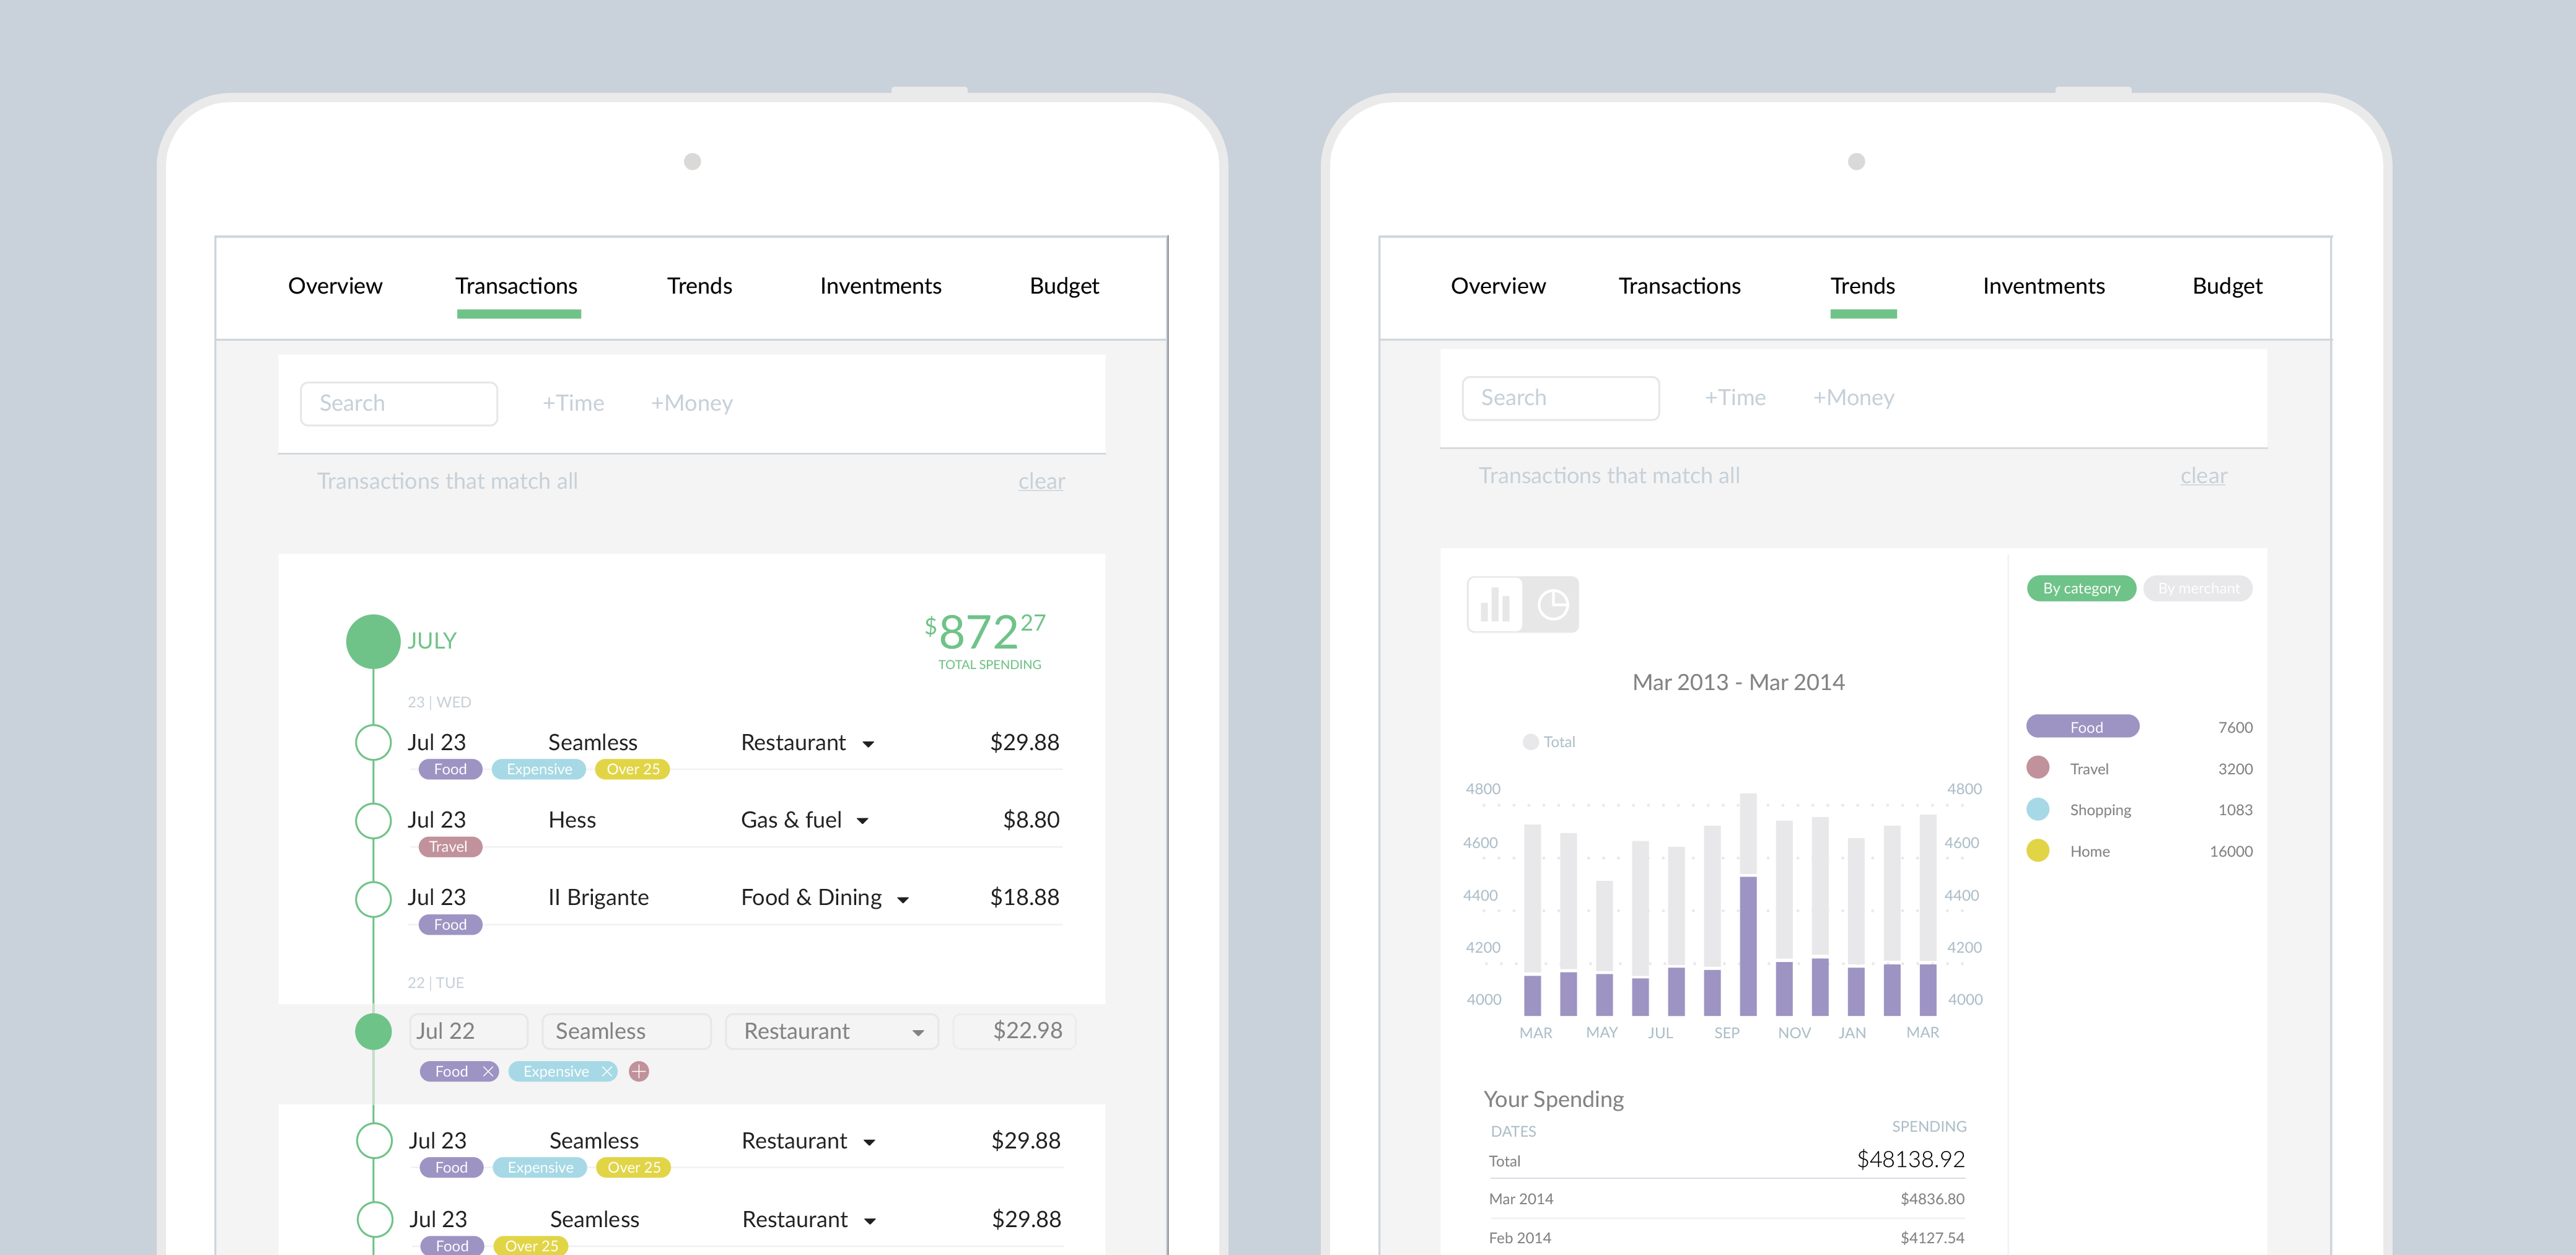 Overview Transactions Trends Inventments Budget
Search +Time +Money
Transactions that match all clear
JULY $872 27
TOTAL SPENDING
23 | WED
Jul 23 Seamless Restaurant $29.88
Food Expensive Over 25
Jul 23 Hess Gas & fuel $8.80
Travel
Jul 23 II Brigante Food & Dining $18.88
Food
22 | TUE
Jul 22 Seamless Restaurant $22.98
Food Expensive
Jul 23 Seamless Restaurant $29.88
Food Expensive Over 25
Jul 23 Seamless Restaurant $29.88
Food Over 25
Overview Transactions Trends Inventments Budget
Search +Time +Money
Transactions that match all clear
Mar 2013 - Mar 2014
Total
4800 4800
4600 4600
4400 4400
4200 4200
4000 4000
MAR MAY JUL SEP NOV JAN MAR
Your Spending
DATES SPENDING
Total $48138.92
Mar 2014 $4836.80
Feb 2014 $4127.54
By category By merchant
Food 7600
Travel 3200
Shopping 1083
Home 16000